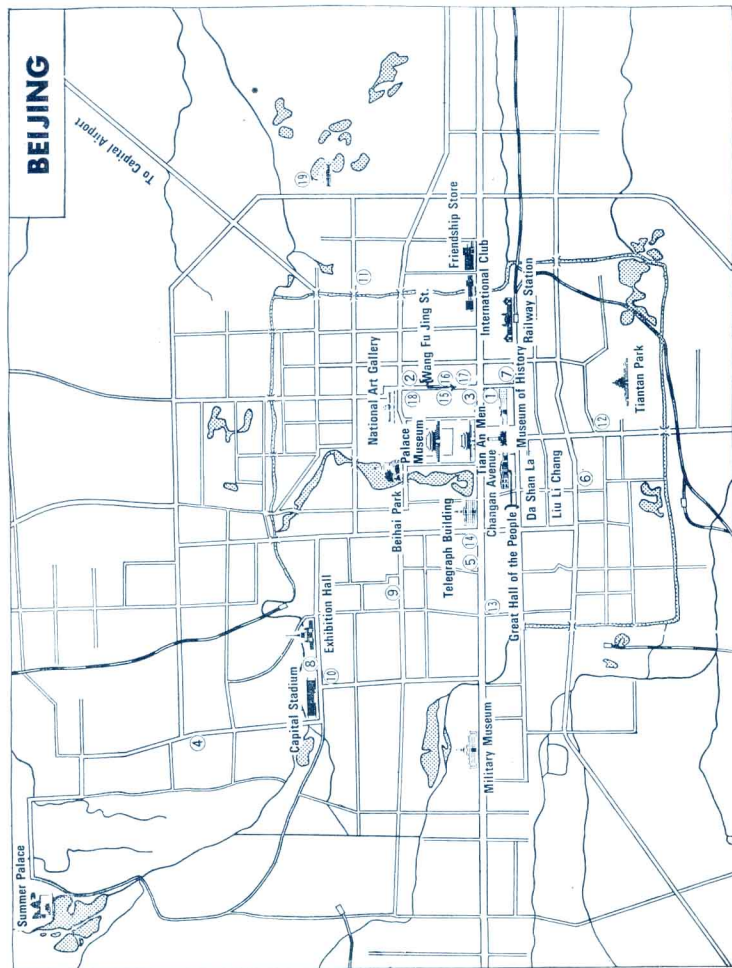 BEIJING
To Capital Airport
19
11
Friendship Store
International Club
Railway Station
Wang Fu Jing St.
National Art Gallery
2
18
16
15
17
3
1
7
Museum of History
Palace
Museum
Tian An Men
Changan Avenue
Great Hall of the People
Beihai Park
Telegraph Building
14
5
9
13
Da Shan La
Liu Li Chang
6
12
Tiantan Park
Exhibition Hall
8
10
Capital Stadium
4
Military Museum
Summer Palace